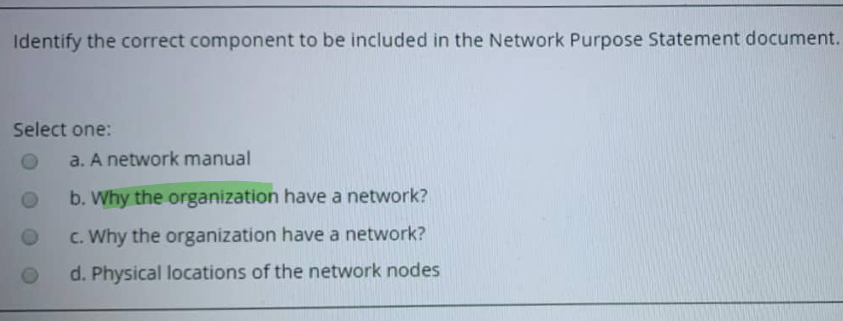 Identify the correct component to be included in the Network Purpose Statement document.
Select one:
a. A network manual
b. Why the organization have a network?
c. Why the organization have a network?
d. Physical locations of the network nodes